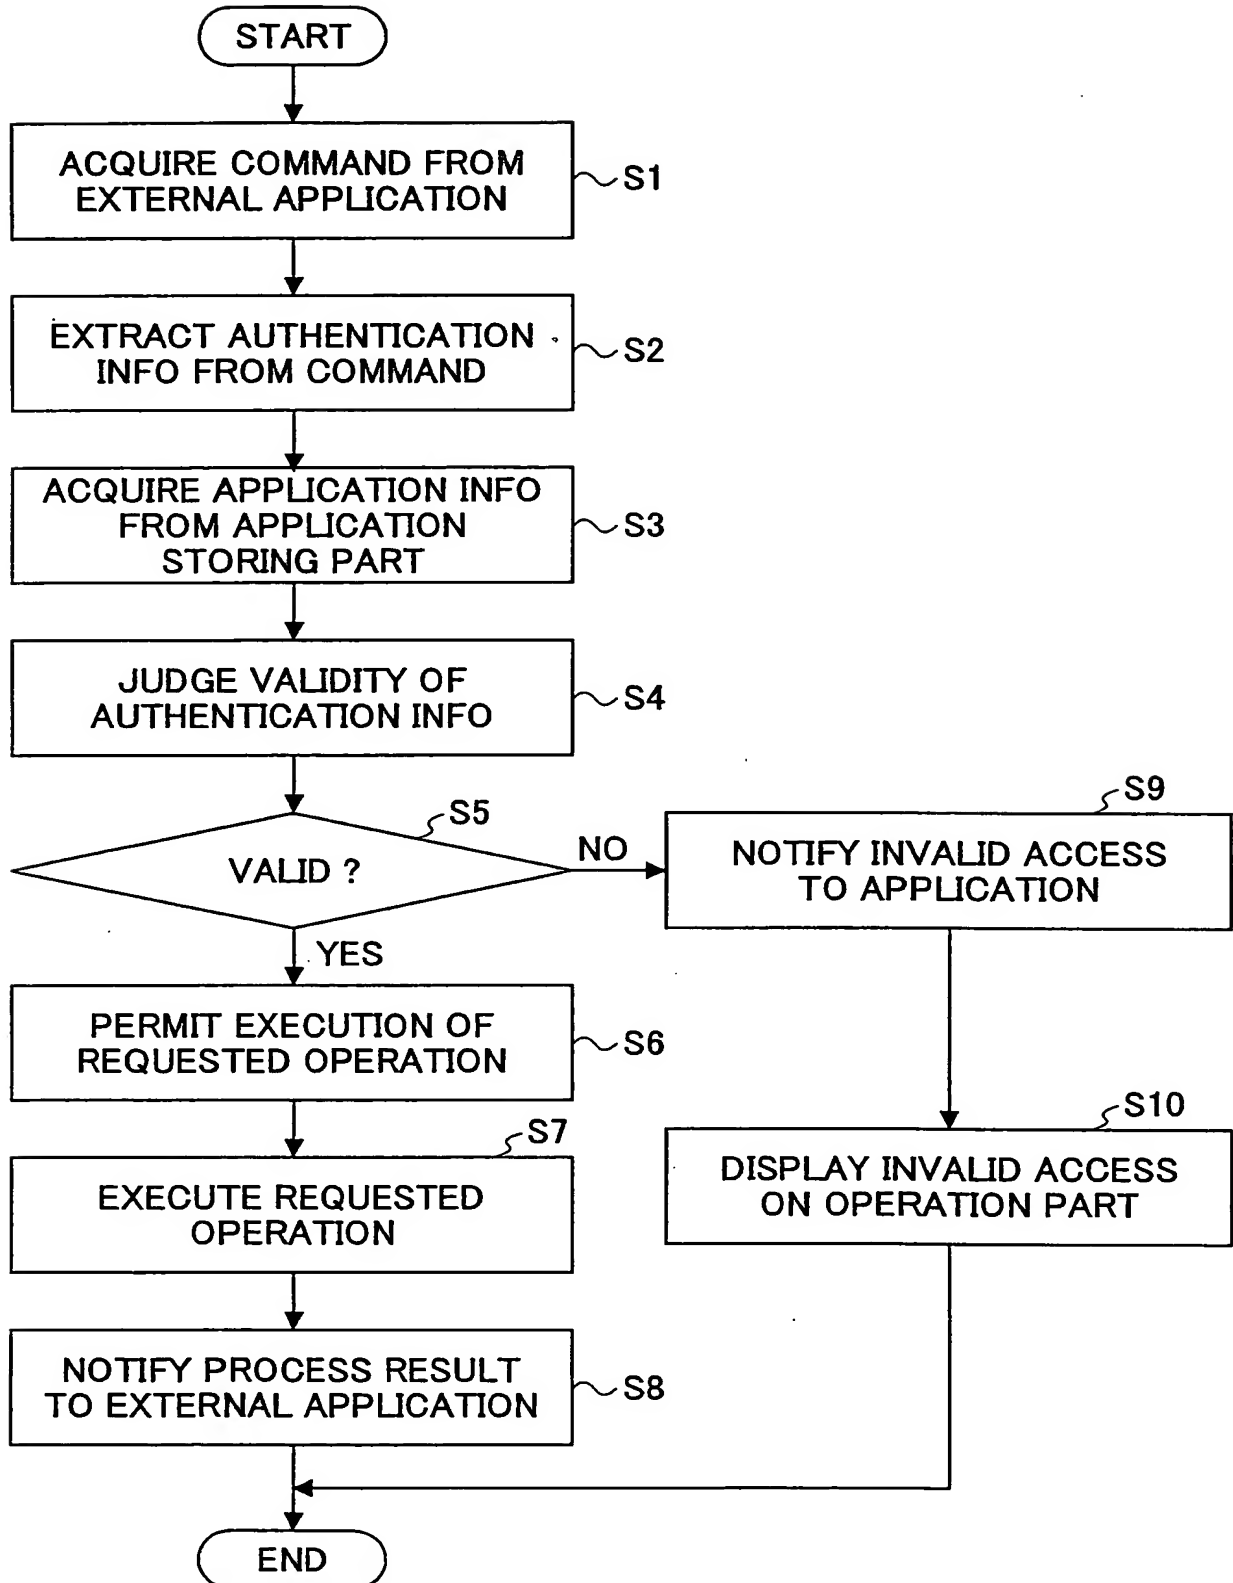 START
ACQUIRE COMMAND FROM
EXTERNAL APPLICATION
S1
EXTRACT AUTHENTICATION
INFO FROM COMMAND
S2
ACQUIRE APPLICATION INFO
FROM APPLICATION
STORING PART
S3
JUDGE VALIDITY OF
AUTHENTICATION INFO
S4
S5
VALID ?
NO
YES
PERMIT EXECUTION OF
REQUESTED OPERATION
S6
S7
EXECUTE REQUESTED
OPERATION
NOTIFY PROCESS RESULT
TO EXTERNAL APPLICATION
S8
S9
NOTIFY INVALID ACCESS
TO APPLICATION
S10
DISPLAY INVALID ACCESS
ON OPERATION PART
END